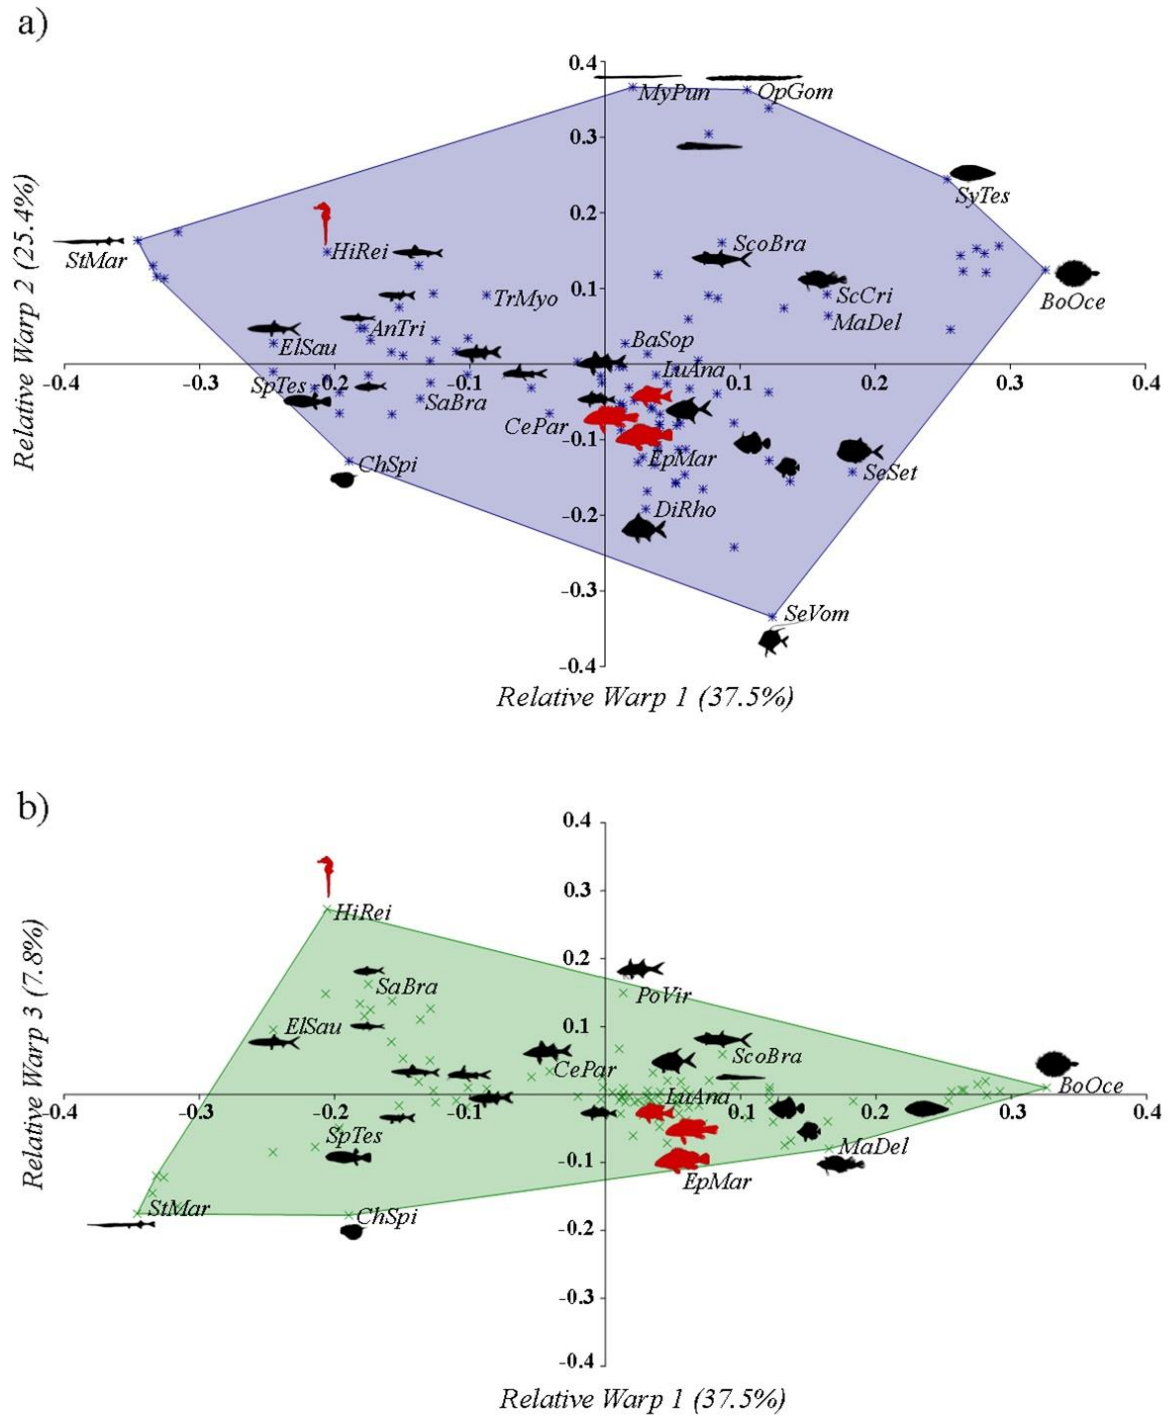 a)
0.4
MyPun
OpGom
0.3
SyTes
0.2
HiRei
ScoBra
StMar
0.1
TrMyo
ScCri
BoOce
MaDel
AnTri
BaSop
ElSau
LuAna
-0.4
-0.3
-0.2
-0.1
0.1
0.2
0.3
0.4
SpTes
SaBra
CePar
-0.1
EpMar
ChSpi
SeSet
-0.2
DiRho
-0.3
SeVom
-0.4
Relative Warp 2 (25.4%)
Relative Warp 1 (37.5%)
b)
0.4
0.3
HiRei
0.2
SaBra
PoVir
0.1
ElSau
ScoBra
CePar
BoOce
LuAna
-0.4
-0.3
-0.2
-0.1
0.1
0.2
0.3
0.4
SpTes
MaDel
-0.1
EpMar
StMar
ChSpi
-0.2
-0.3
-0.4
Relative Warp 3 (7.8%)
Relative Warp 1 (37.5%)